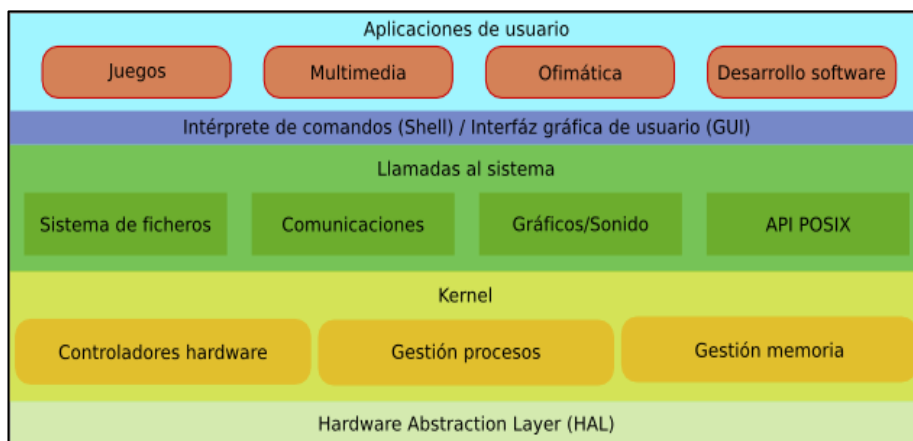 Aplicaciones de usuario
Juegos
Multimedia
Ofimática
Desarrollo software
Intérprete de comandos (Shell) / Interfáz gráfica de usuario (GUI)
Llamadas al sistema
Sistema de ficheros
Comunicaciones
Gráficos/Sonido
API POSIX
Kernel
Controladores hardware
Gestión procesos
Gestión memoria
Hardware Abstraction Layer (HAL)